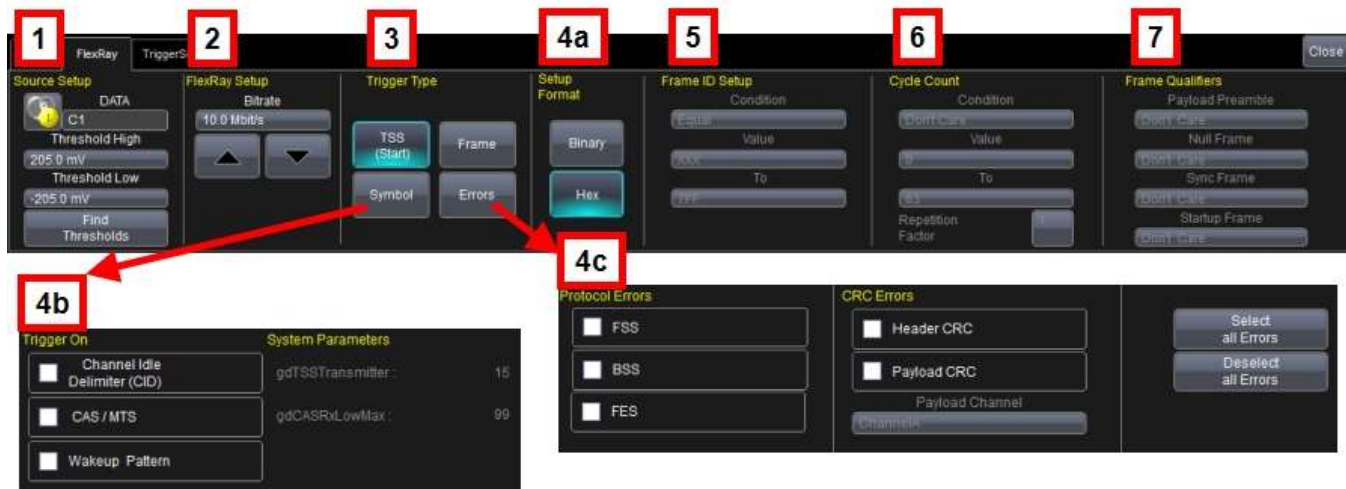 1
2
3
4a
5
6
7
FlexRay
TriggerS
Close
Source Setup
DATA
C1
Threshold High
205.0 mV
Threshold Low
-205.0 mV
Find
Thresholds
FlexRay Setup
Bitrate
10.0 Mbit/s
Trigger Type
TSS
(Start)
Frame
Symbol
Errors
Setup
Format
Binary
Hex
Frame ID Setup
Condition
Equal
Value
XXX
To
7FF
Cycle Count
Condition
Don't Care
Value
0
To
63
Repetition
Factor
1
Frame Qualifiers
Payload Preamble
Don't Care
Null Frame
Don't Care
Sync Frame
Don't Care
Startup Frame
Don't Care
4b
Trigger On
Channel Idle
Delimiter (CID)
CAS / MTS
Wakeup Pattern
System Parameters
gdTSSTransmitter : 15
gdCASRxLowMax : 99
4c
Protocol Errors
FSS
BSS
FES
CRC Errors
Header CRC
Payload CRC
Payload Channel
ChannelA
Select
all Errors
Deselect
all Errors